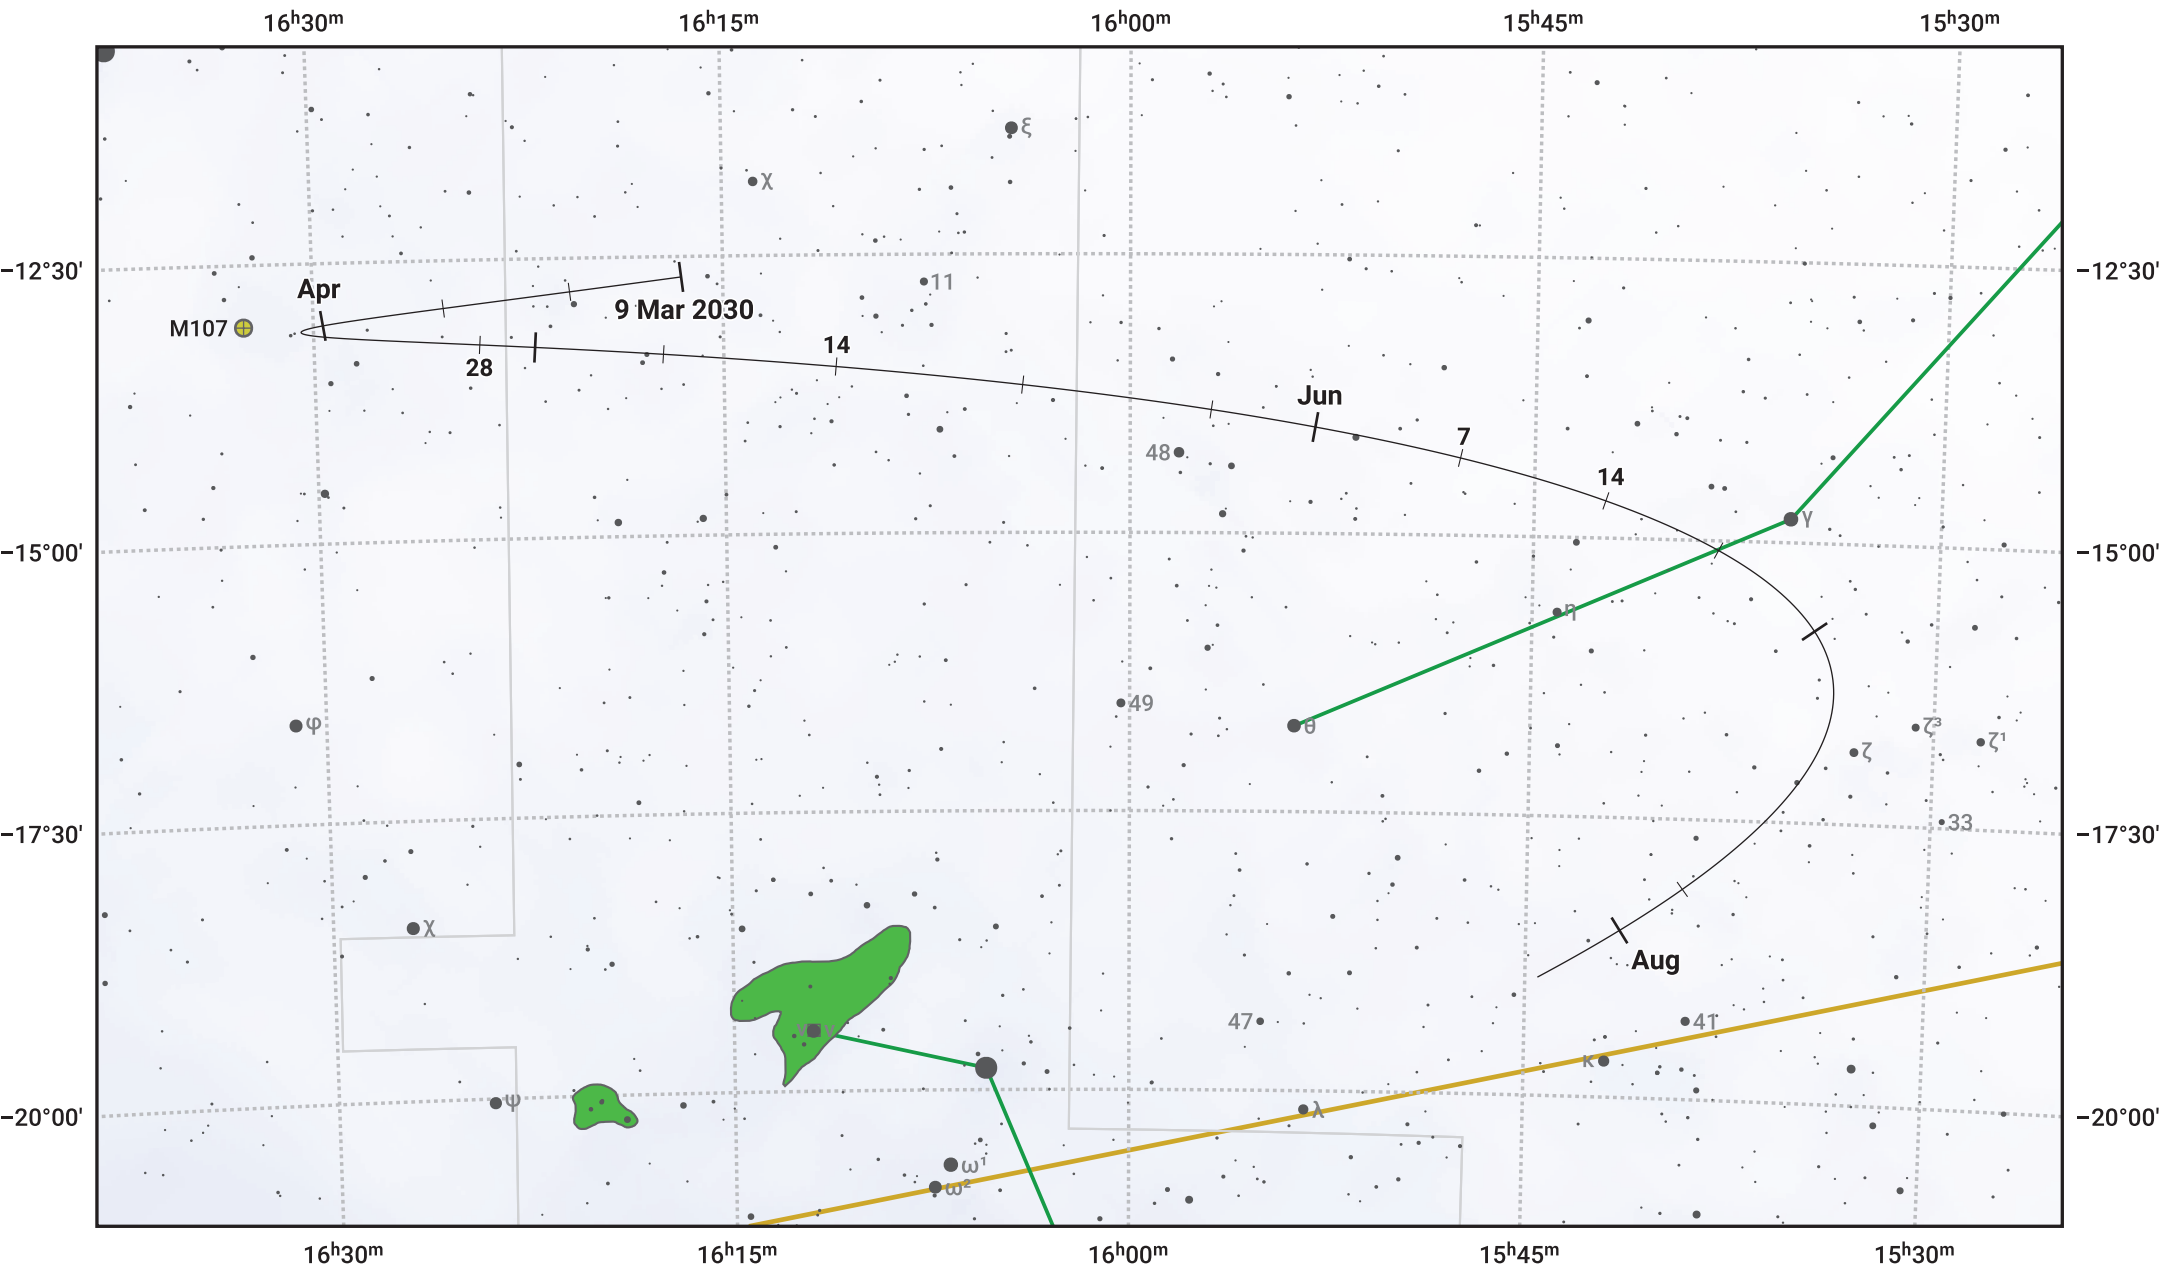 16h30m 16h15m 16h00m 15h45m 15h30m
ξ
χ
−12°30' −12°30'
11
Apr
9 Mar 2030
M107
14
28
Jun
7
48
14
γ
−15°00' −15°00'
η
49
θ
φ
ζ³
ζ¹
ζ
33
−17°30' −17°30'
χ
Aug
47
41
κ
ψ
λ
−20°00' −20°00'
ω¹
ω²
16h30m 16h15m 16h00m 15h45m 15h30m